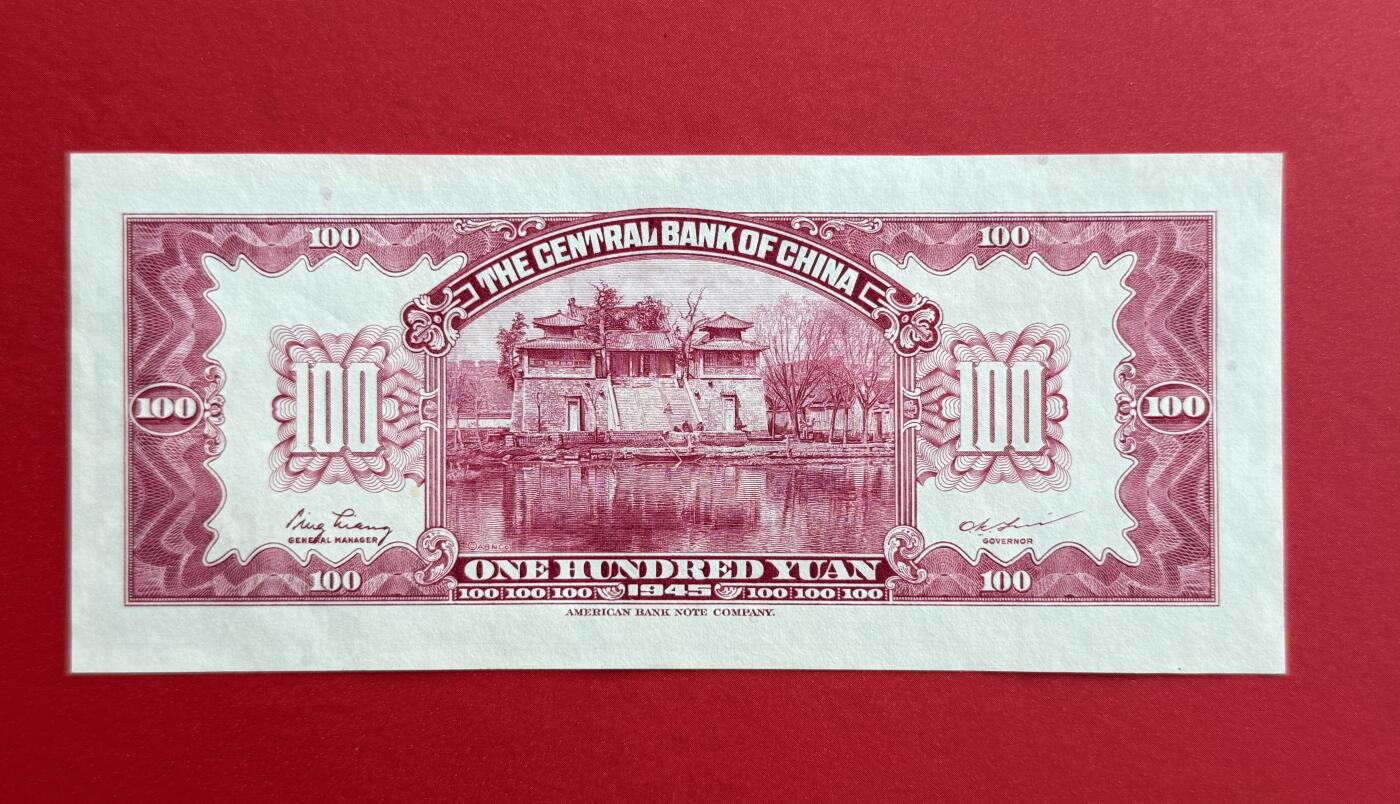 100 100
THE CENTRAL BANK OF CHINA
100 100 100 100
GENERAL MANAGER GOVERNOR
©A.B.N.CO.
100 ONE HUNDRED YUAN 100
100 100 100 1945 100 100 100
AMERICAN BANK NOTE COMPANY.